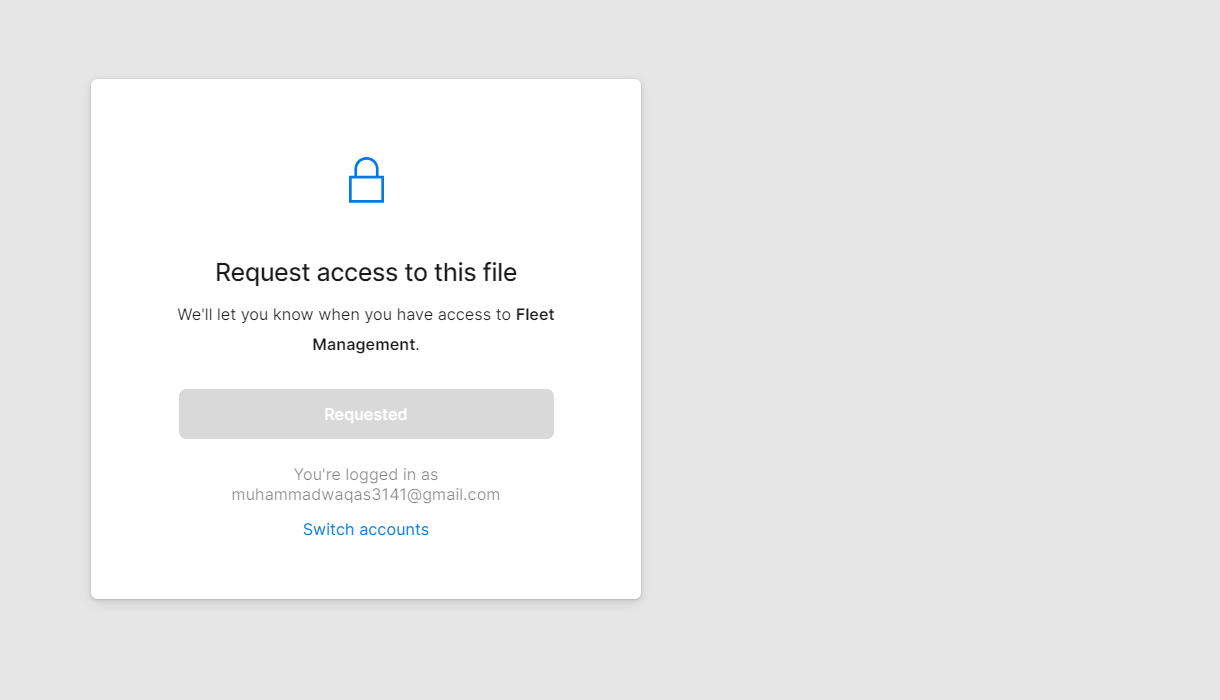 Request access to this file
We'll let you know when you have access to Fleet
Management.
Requested
You're logged in as
muhammadwaqas3141@gmail.com
Switch accounts